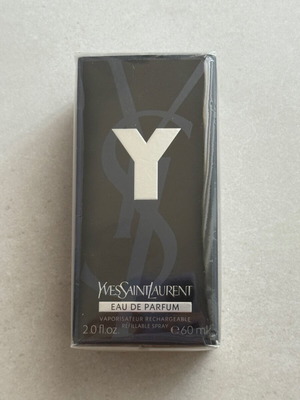 Y
YVESSAINTLAURENT
EAU DE PARFUM
VAPORISATEUR RECHARGEABLE
REFILLABLE SPRAY
2.0 fl.oz. ℮ 60 ml